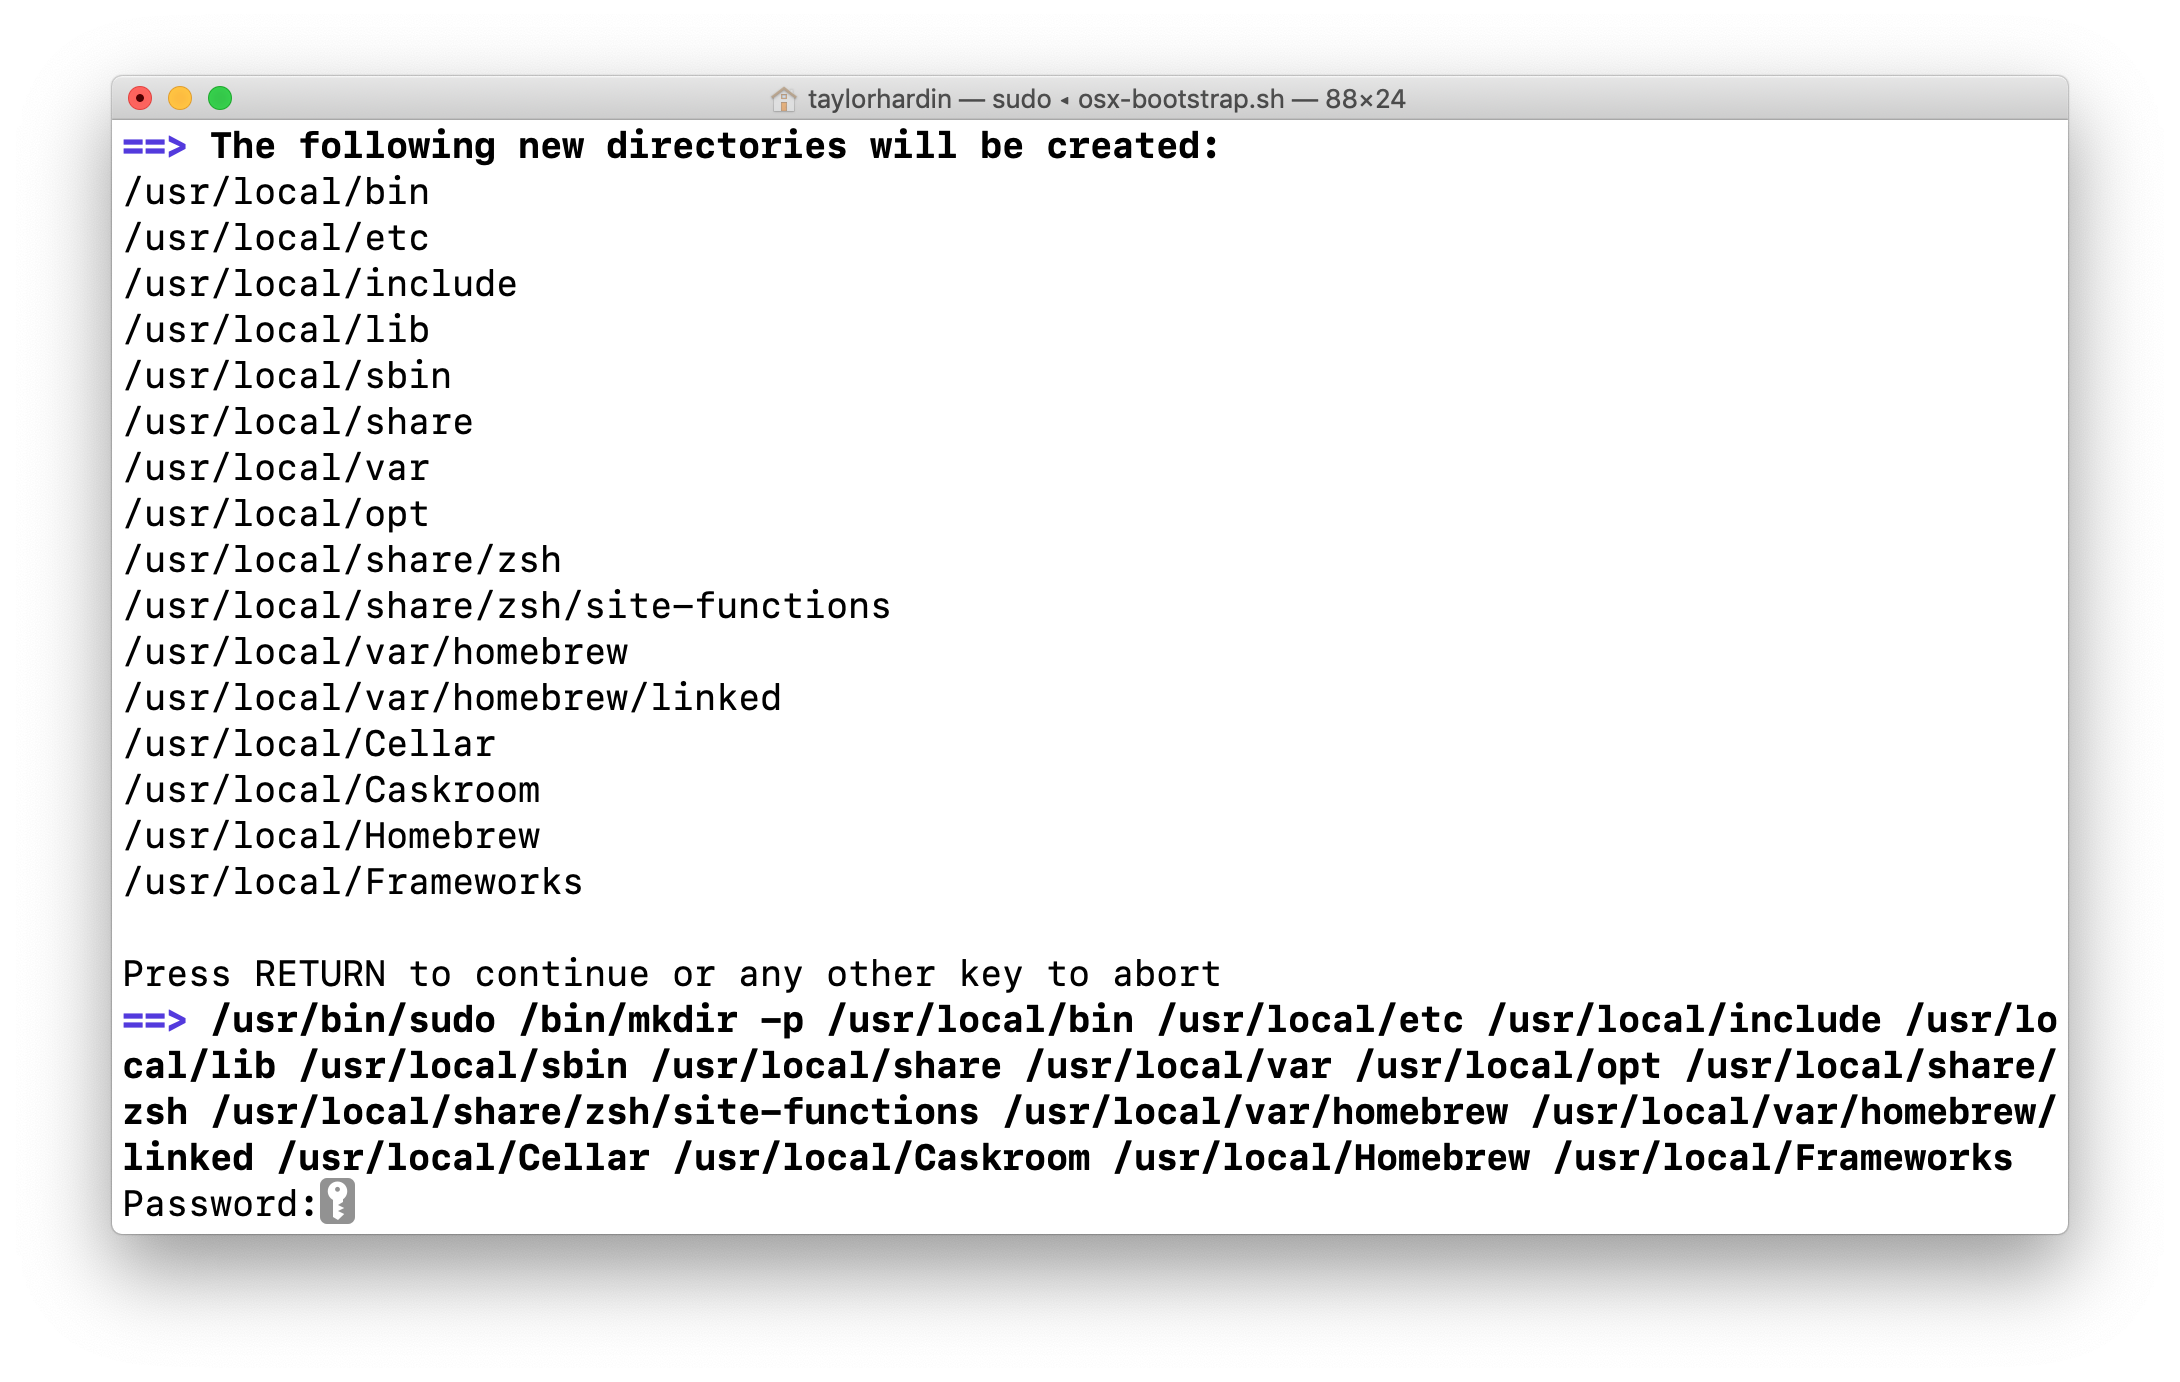 taylorhardin — sudo ◂ osx-bootstrap.sh — 88×24
==> The following new directories will be created:
/usr/local/bin
/usr/local/etc
/usr/local/include
/usr/local/lib
/usr/local/sbin
/usr/local/share
/usr/local/var
/usr/local/opt
/usr/local/share/zsh
/usr/local/share/zsh/site-functions
/usr/local/var/homebrew
/usr/local/var/homebrew/linked
/usr/local/Cellar
/usr/local/Caskroom
/usr/local/Homebrew
/usr/local/Frameworks
Press RETURN to continue or any other key to abort
==> /usr/bin/sudo /bin/mkdir -p /usr/local/bin /usr/local/etc /usr/local/include /usr/lo
cal/lib /usr/local/sbin /usr/local/share /usr/local/var /usr/local/opt /usr/local/share/
zsh /usr/local/share/zsh/site-functions /usr/local/var/homebrew /usr/local/var/homebrew/
linked /usr/local/Cellar /usr/local/Caskroom /usr/local/Homebrew /usr/local/Frameworks
Password: